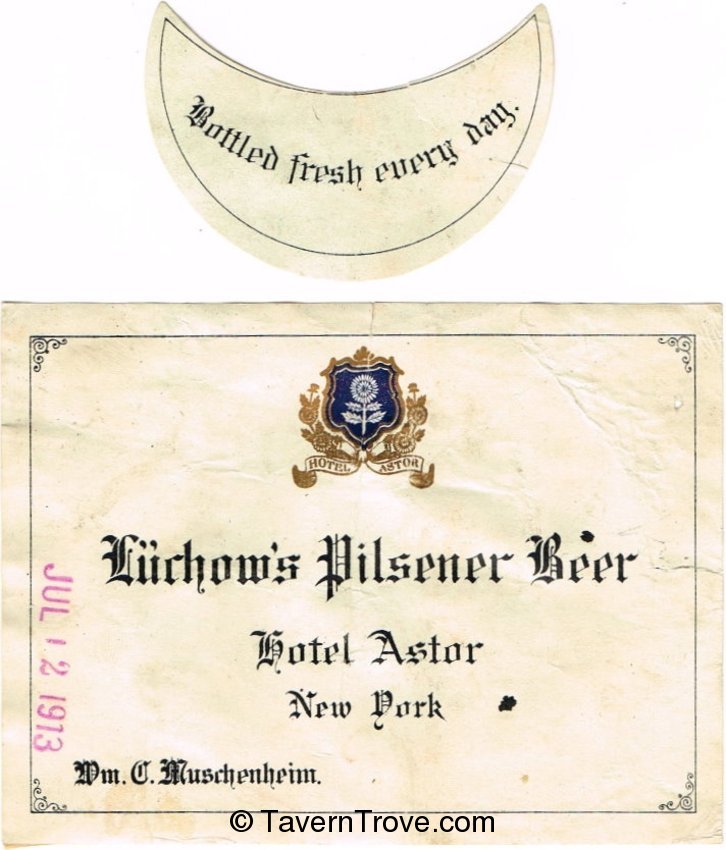 Bottled fresh every day.
HOTEL ASTOR
Lüchow's Pilsener Beer
Hotel Astor
New York
JUL 12 1913
Wm. C. Muschenheim.
© TavernTrove.com